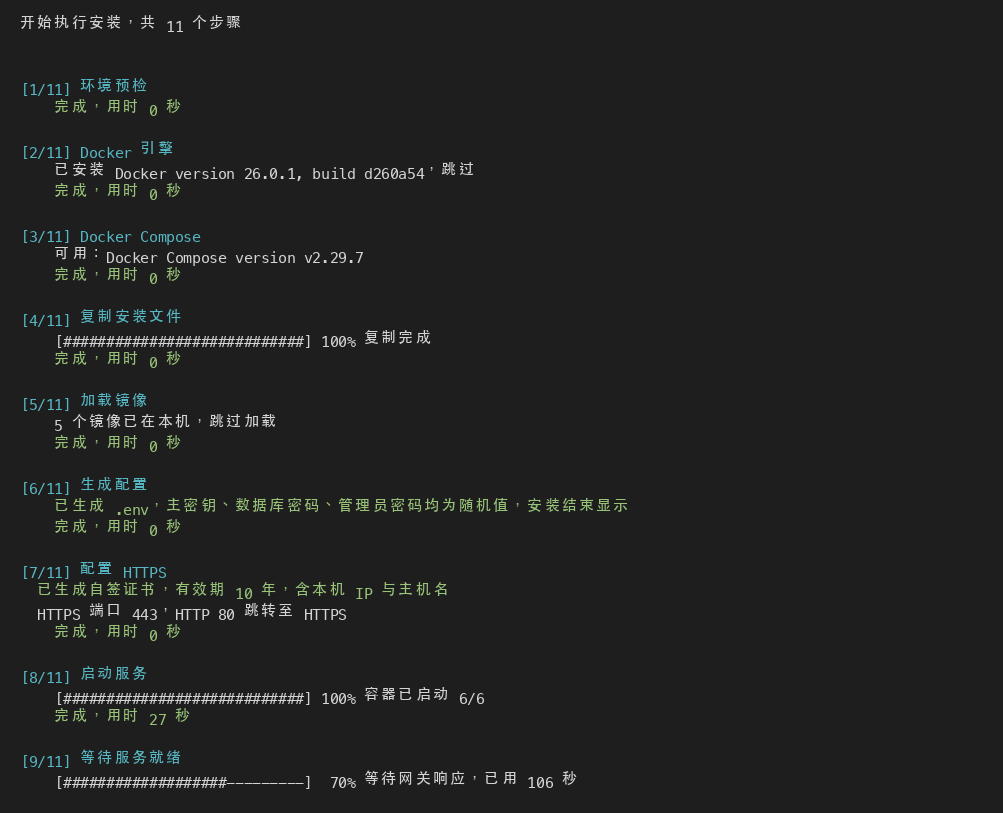 开始执行安装，共 11 个步骤
[1/11] 环境预检
完成，用时 0 秒
[2/11] Docker 引擎
已安装 Docker version 26.0.1, build d260a54，跳过
完成，用时 0 秒
[3/11] Docker Compose
可用：Docker Compose version v2.29.7
完成，用时 0 秒
[4/11] 复制安装文件
[############################] 100% 复制完成
完成，用时 0 秒
[5/11] 加载镜像
5 个镜像已在本机，跳过加载
完成，用时 0 秒
[6/11] 生成配置
已生成 .env，主密钥、数据库密码、管理员密码均为随机值，安装结束显示
完成，用时 0 秒
[7/11] 配置 HTTPS
已生成自签证书，有效期 10 年，含本机 IP 与主机名
HTTPS 端口 443，HTTP 80 跳转至 HTTPS
完成，用时 0 秒
[8/11] 启动服务
[############################] 100% 容器已启动 6/6
完成，用时 27 秒
[9/11] 等待服务就绪
[###################---------]  70% 等待网关响应，已用 106 秒